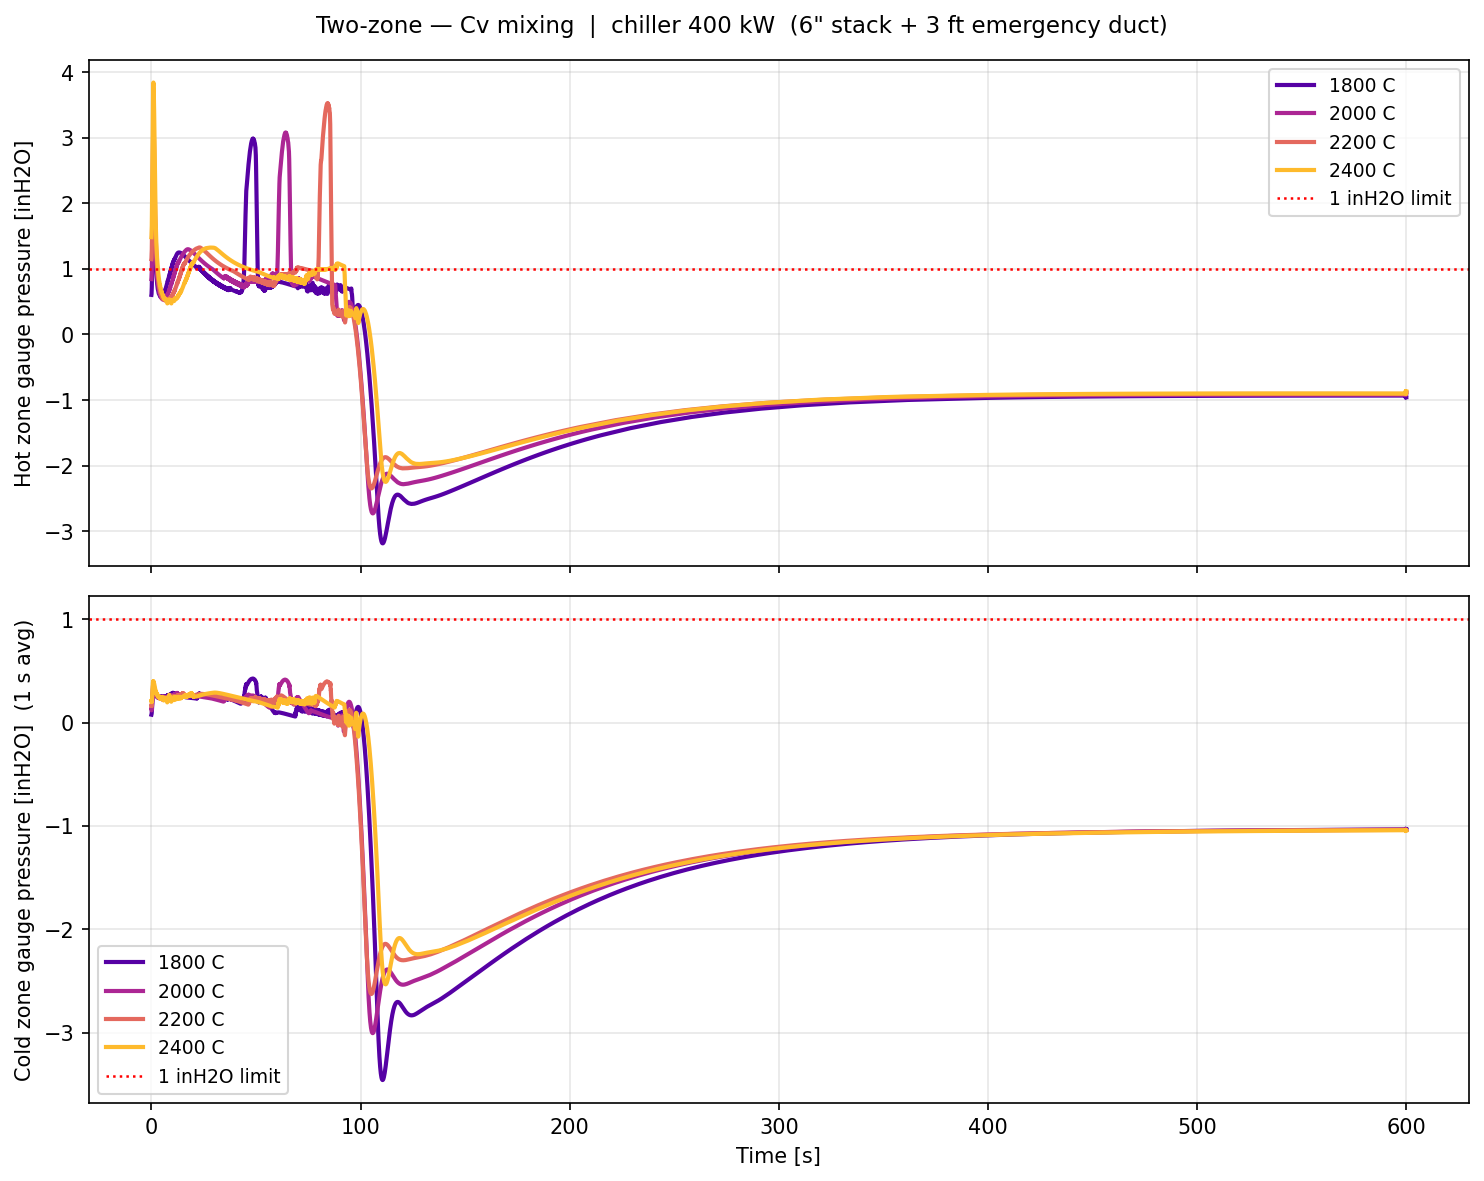 Two-zone — Cv mixing | chiller 400 kW (6" stack + 3 ft emergency duct)
Hot zone gauge pressure [inH2O]
4
3
2
1
0
−1
−2
−3
1800 C
2000 C
2200 C
2400 C
1 inH2O limit
Cold zone gauge pressure [inH2O] (1 s avg)
1
0
−1
−2
−3
1800 C
2000 C
2200 C
2400 C
1 inH2O limit
0
100
200
300
400
500
600
Time [s]